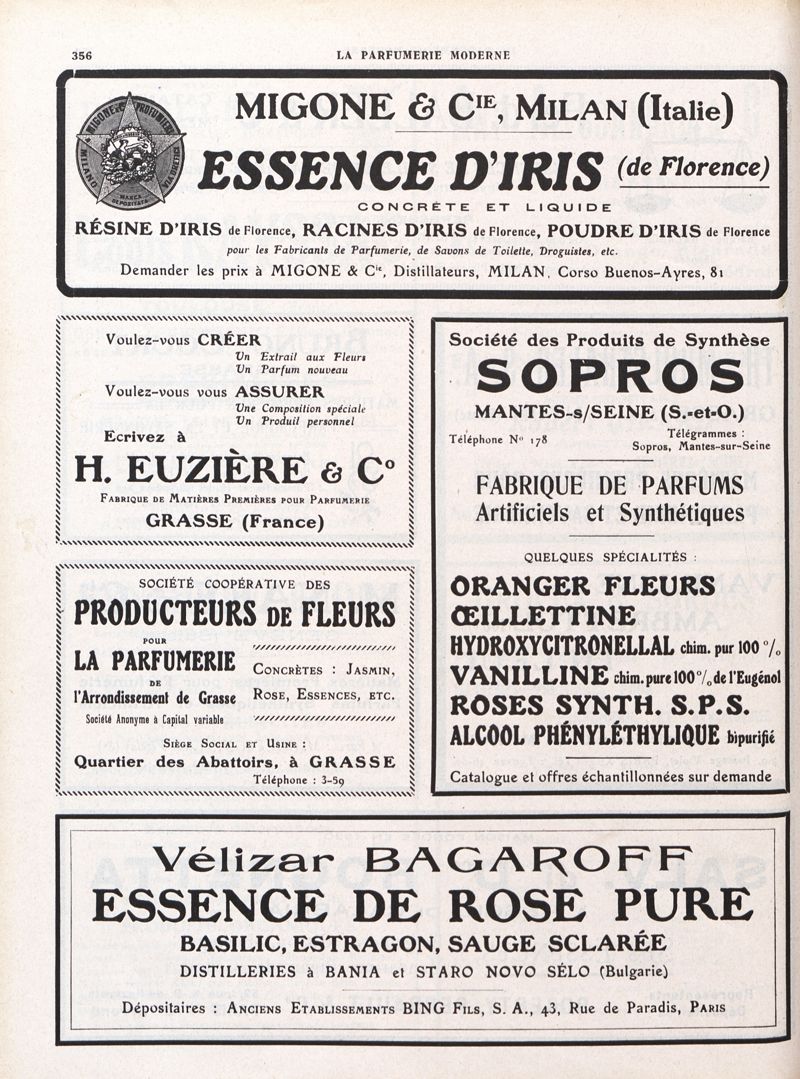 356
LA PARFUMERIE MODERNE
MIGONE & C PROFUMIERI
MILANO
VIA OREFICI
MARCA
DEPOSITATA
MIGONE & CIE, MILAN (Italie)
ESSENCE D'IRIS (de Florence)
CONCRÈTE ET LIQUIDE
RÉSINE D'IRIS de Florence, RACINES D'IRIS de Florence, POUDRE D'IRIS de Florence
pour les Fabricants de Parfumerie, de Savons de Toilette, Droguistes, etc.
Demander les prix à MIGONE & Cie, Distillateurs, MILAN, Corso Buenos-Ayres, 81
Voulez-vous CRÉER
Un Extrait aux Fleurs
Un Parfum nouveau
Voulez-vous vous ASSURER
Une Composition spéciale
Un Produit personnel
Ecrivez à
H. EUZIÈRE & Co
FABRIQUE DE MATIÈRES PREMIÈRES POUR PARFUMERIE
GRASSE (France)
SOCIÉTÉ COOPÉRATIVE DES
PRODUCTEURS DE FLEURS
POUR
LA PARFUMERIE
DE
l'Arrondissement de Grasse
Société Anonyme à Capital variable
CONCRÈTES : JASMIN,
ROSE, ESSENCES, ETC.
SIÈGE SOCIAL ET USINE :
Quartier des Abattoirs, à GRASSE
Téléphone : 3-59
Société des Produits de Synthèse
SOPROS
MANTES-s/SEINE (S.-et-O.)
Téléphone No 178
Télégrammes :
Sopros, Mantes-sur-Seine
FABRIQUE DE PARFUMS
Artificiels et Synthétiques
QUELQUES SPÉCIALITÉS :
ORANGER FLEURS
ŒILLETTINE
HYDROXYCITRONELLAL chim. pur 100 %
VANILLINE chim. pure 100 % de l'Eugénol
ROSES SYNTH. S.P.S.
ALCOOL PHÉNYLÉTHYLIQUE bipurifié
Catalogue et offres échantillonnées sur demande
Vélizar BAGAROFF
ESSENCE DE ROSE PURE
BASILIC, ESTRAGON, SAUGE SCLARÉE
DISTILLERIES à BANIA et STARO NOVO SÉLO (Bulgarie)
Dépositaires : ANCIENS ETABLISSEMENTS BING FILS, S. A., 43, Rue de Paradis, PARIS